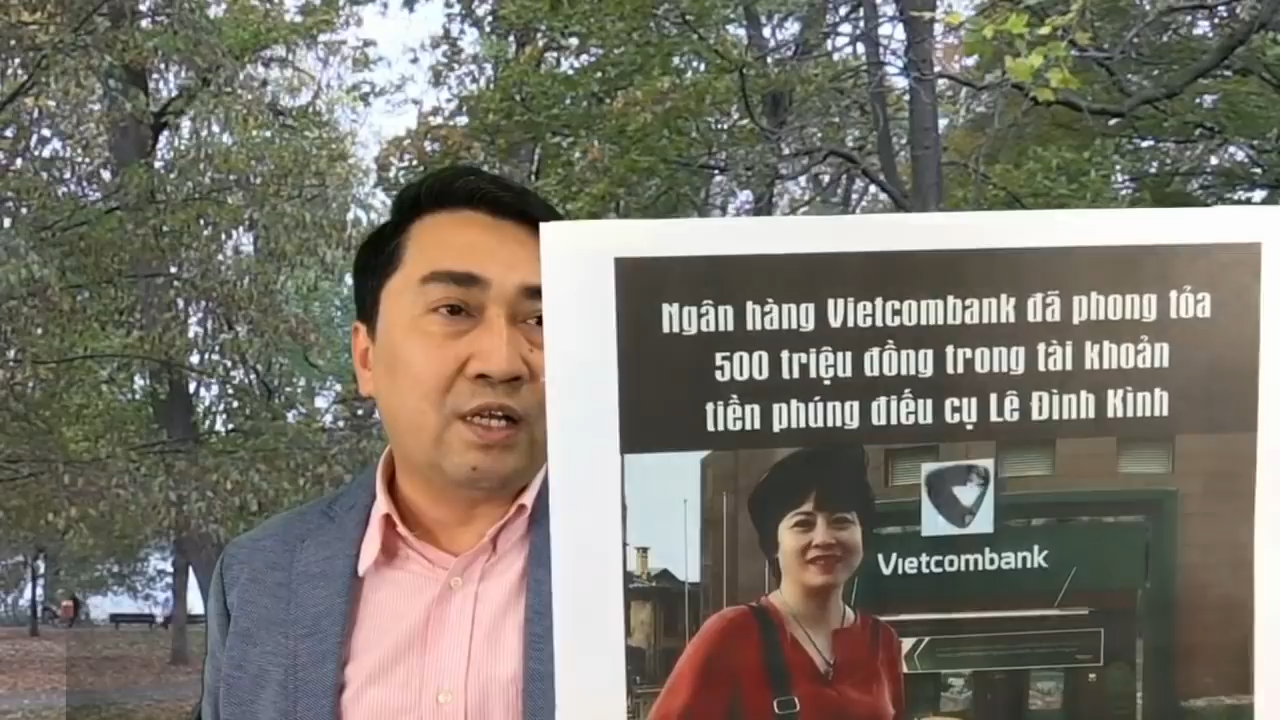 Ngân hàng Vietcombank đã phong tỏa
500 triệu đồng trong tài khoản
tiền phúng điếu cụ Lê Đình Kình
Vietcombank